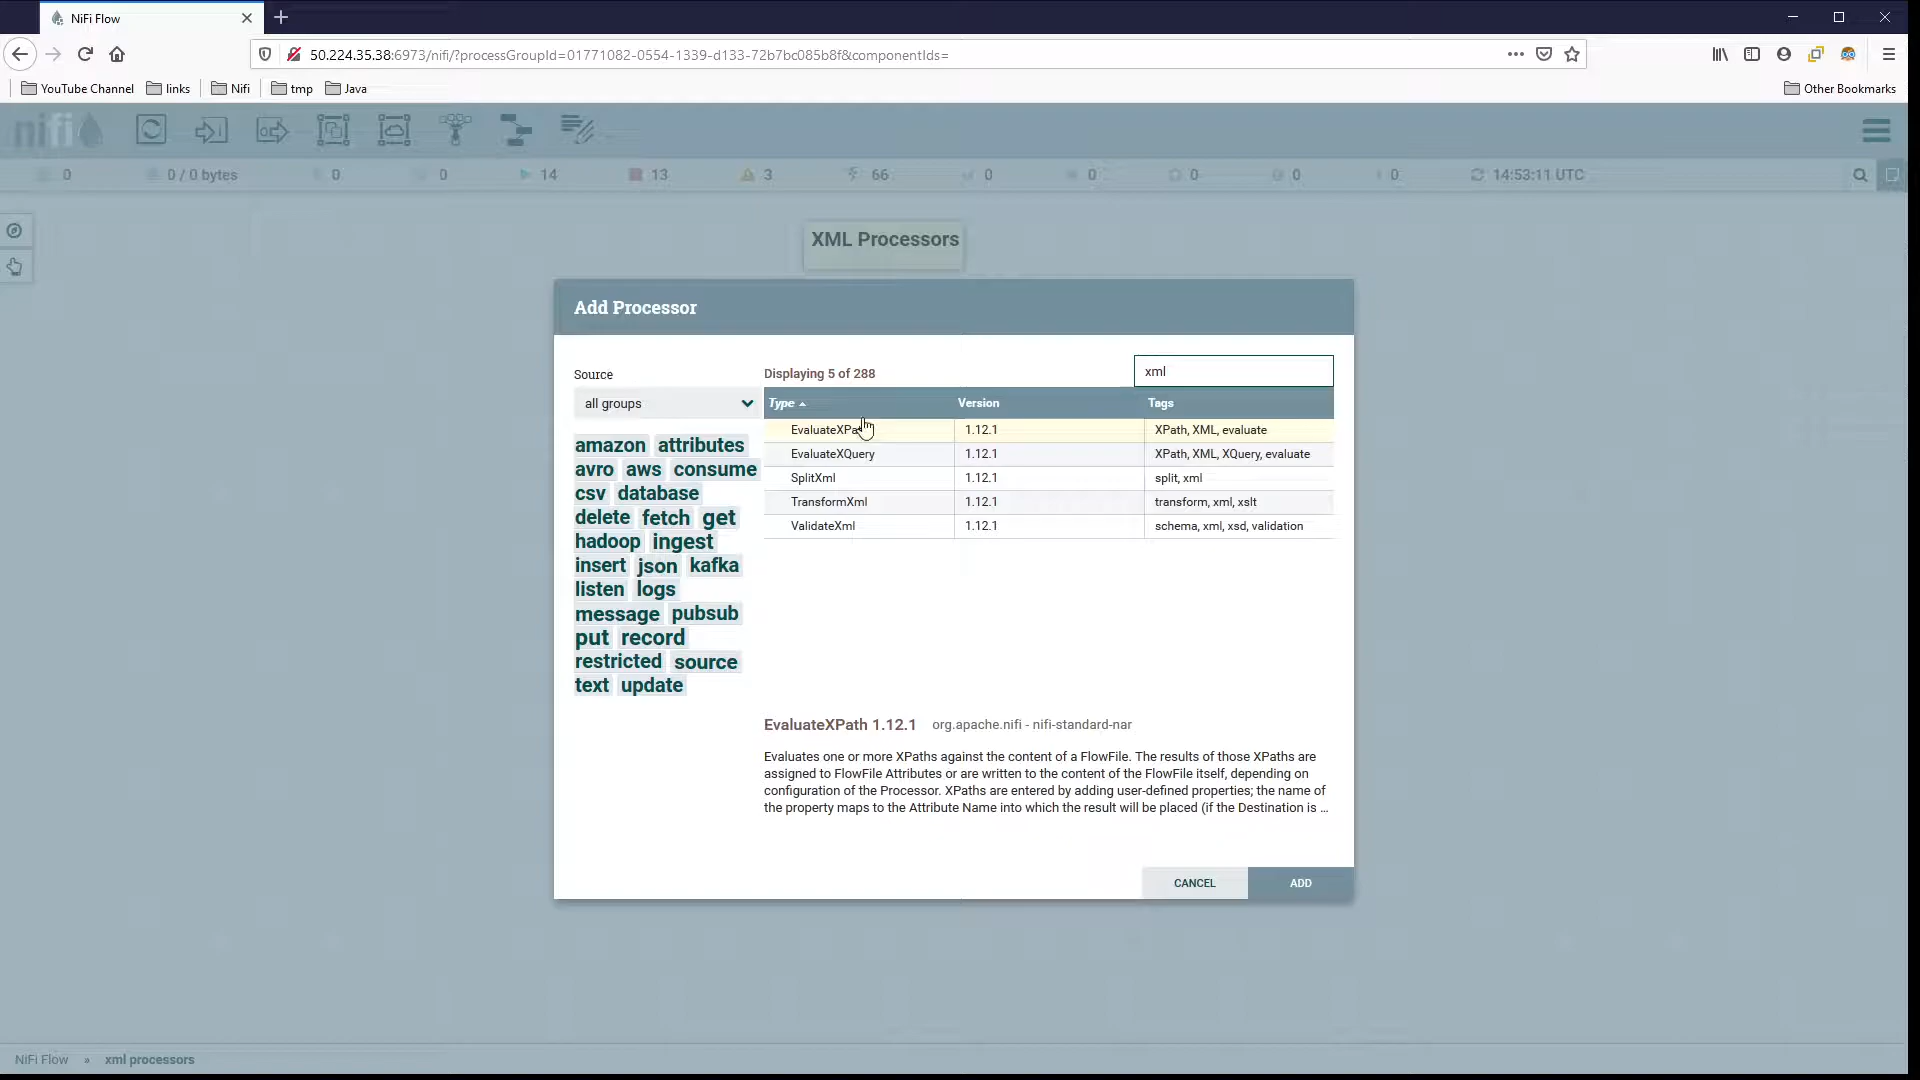 NiFi Flow
50.224.35.38:6973/nifi/?processGroupId=01771082-0554-1339-d133-72b7bc085b8f&componentIds=
YouTube Channel links Nifi tmp Java Other Bookmarks
nifi
0 0 / 0 bytes 0 0 14 13 3 66 0 0 0 0 0 14:53:11 UTC
XML Processors
Add Processor
Source
Displaying 5 of 288
xml
all groups
Type Version Tags
EvaluateXPath 1.12.1 XPath, XML, evaluate
EvaluateXQuery 1.12.1 XPath, XML, XQuery, evaluate
SplitXml 1.12.1 split, xml
TransformXml 1.12.1 transform, xml, xslt
ValidateXml 1.12.1 schema, xml, xsd, validation
amazon attributes
avro aws consume
csv database
delete fetch get
hadoop ingest
insert json kafka
listen logs
message pubsub
put record
restricted source
text update
EvaluateXPath 1.12.1 org.apache.nifi - nifi-standard-nar
Evaluates one or more XPaths against the content of a FlowFile. The results of those XPaths are
assigned to FlowFile Attributes or are written to the content of the FlowFile itself, depending on
configuration of the Processor. XPaths are entered by adding user-defined properties; the name of
the property maps to the Attribute Name into which the result will be placed (if the Destination is ...
CANCEL ADD
NiFi Flow » xml processors